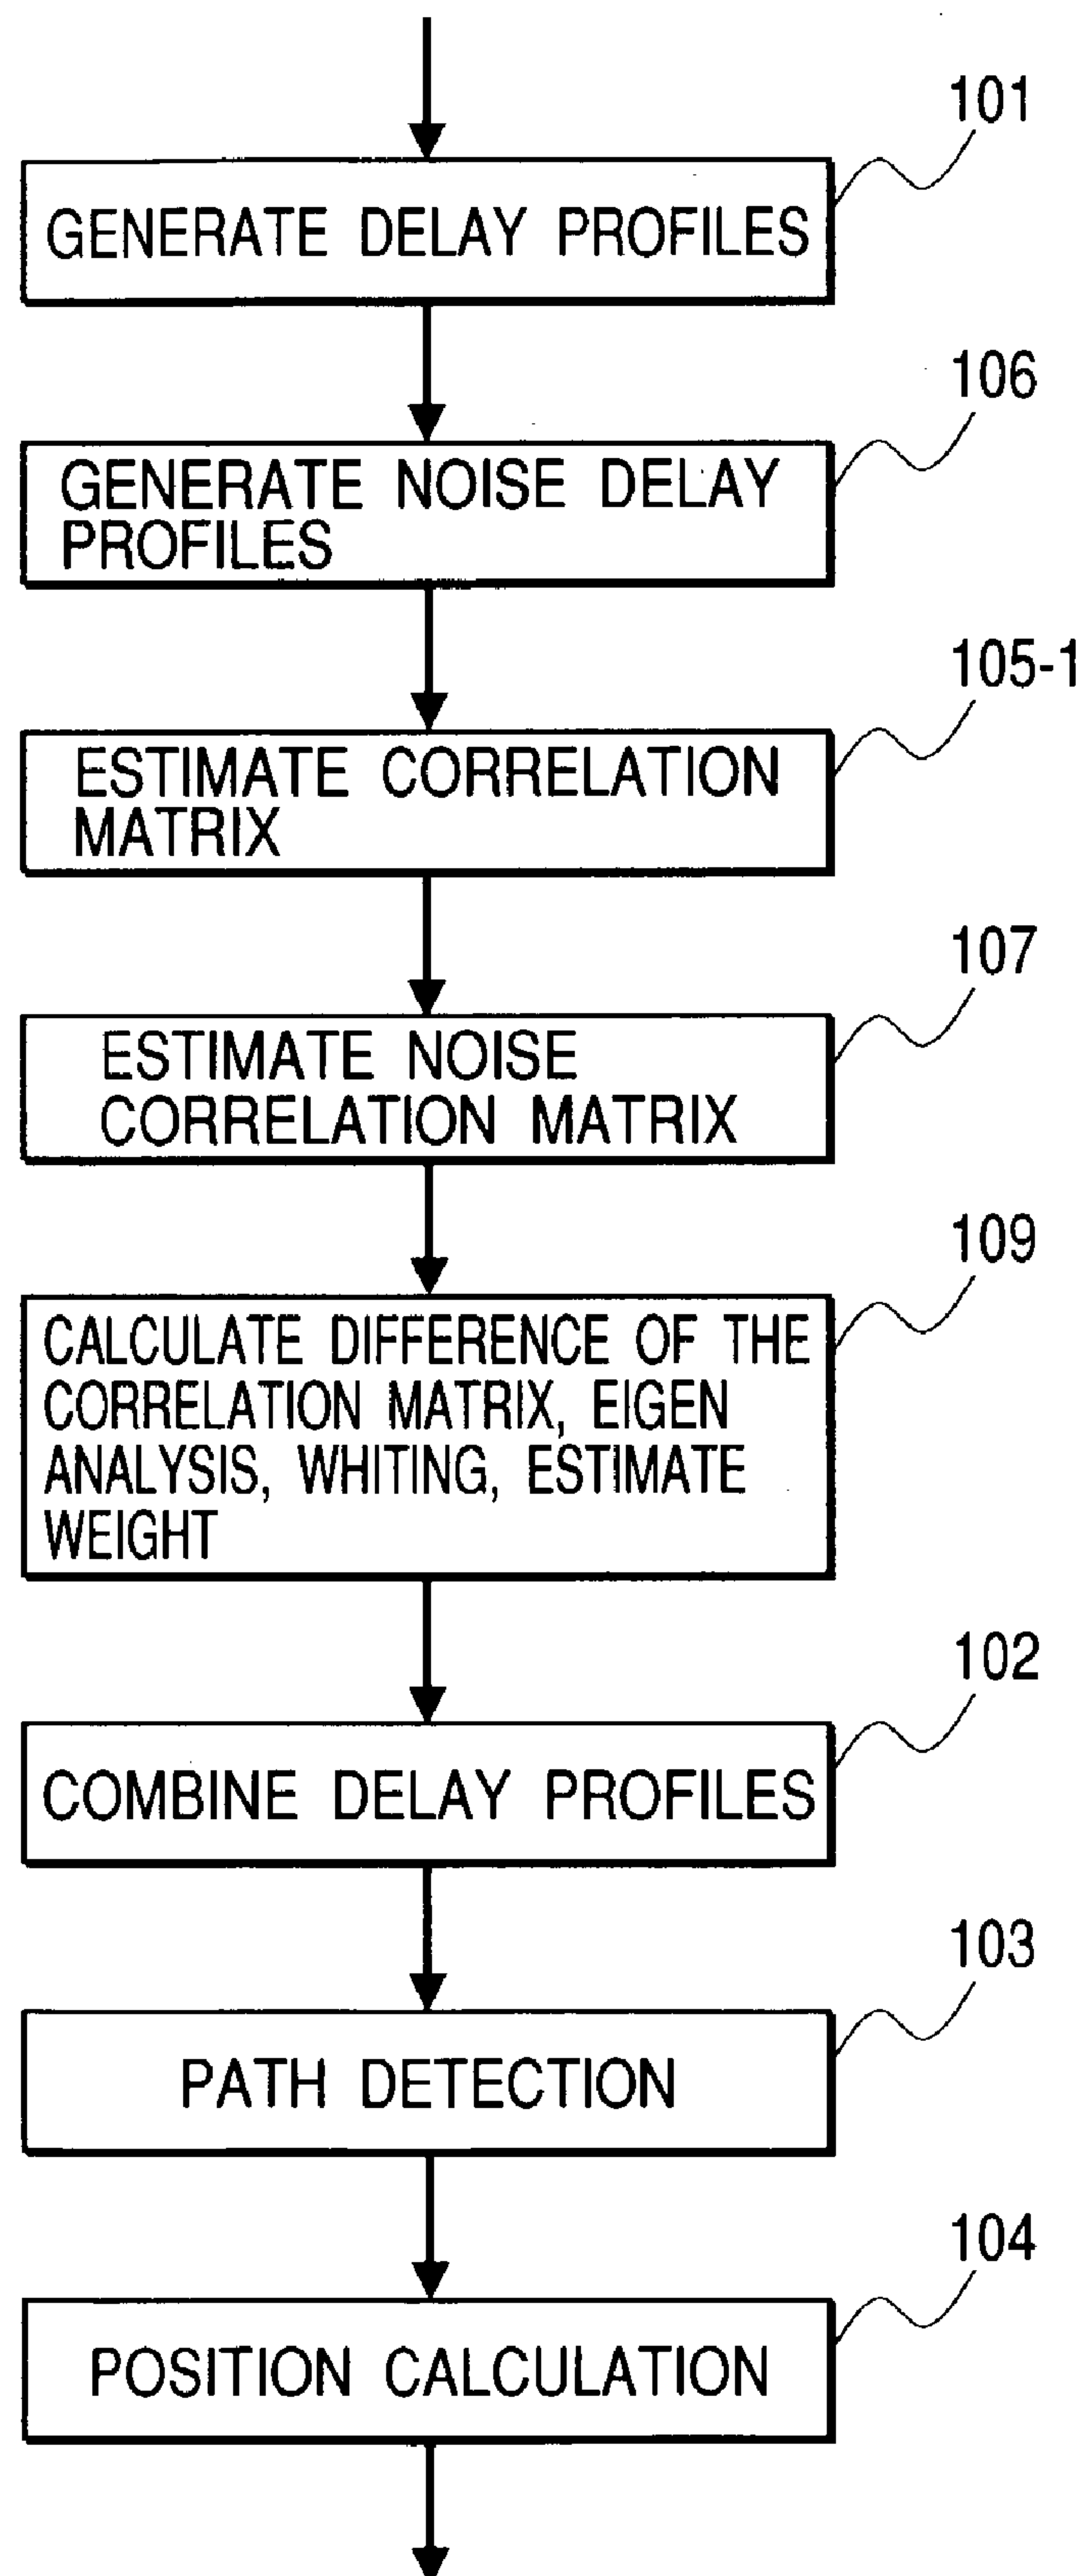 101
GENERATE DELAY PROFILES
106
GENERATE NOISE DELAY
PROFILES
105-1
ESTIMATE CORRELATION
MATRIX
107
ESTIMATE NOISE
CORRELATION MATRIX
109
CALCULATE DIFFERENCE OF THE
CORRELATION MATRIX, EIGEN
ANALYSIS, WHITING, ESTIMATE
WEIGHT
102
COMBINE DELAY PROFILES
103
PATH DETECTION
104
POSITION CALCULATION